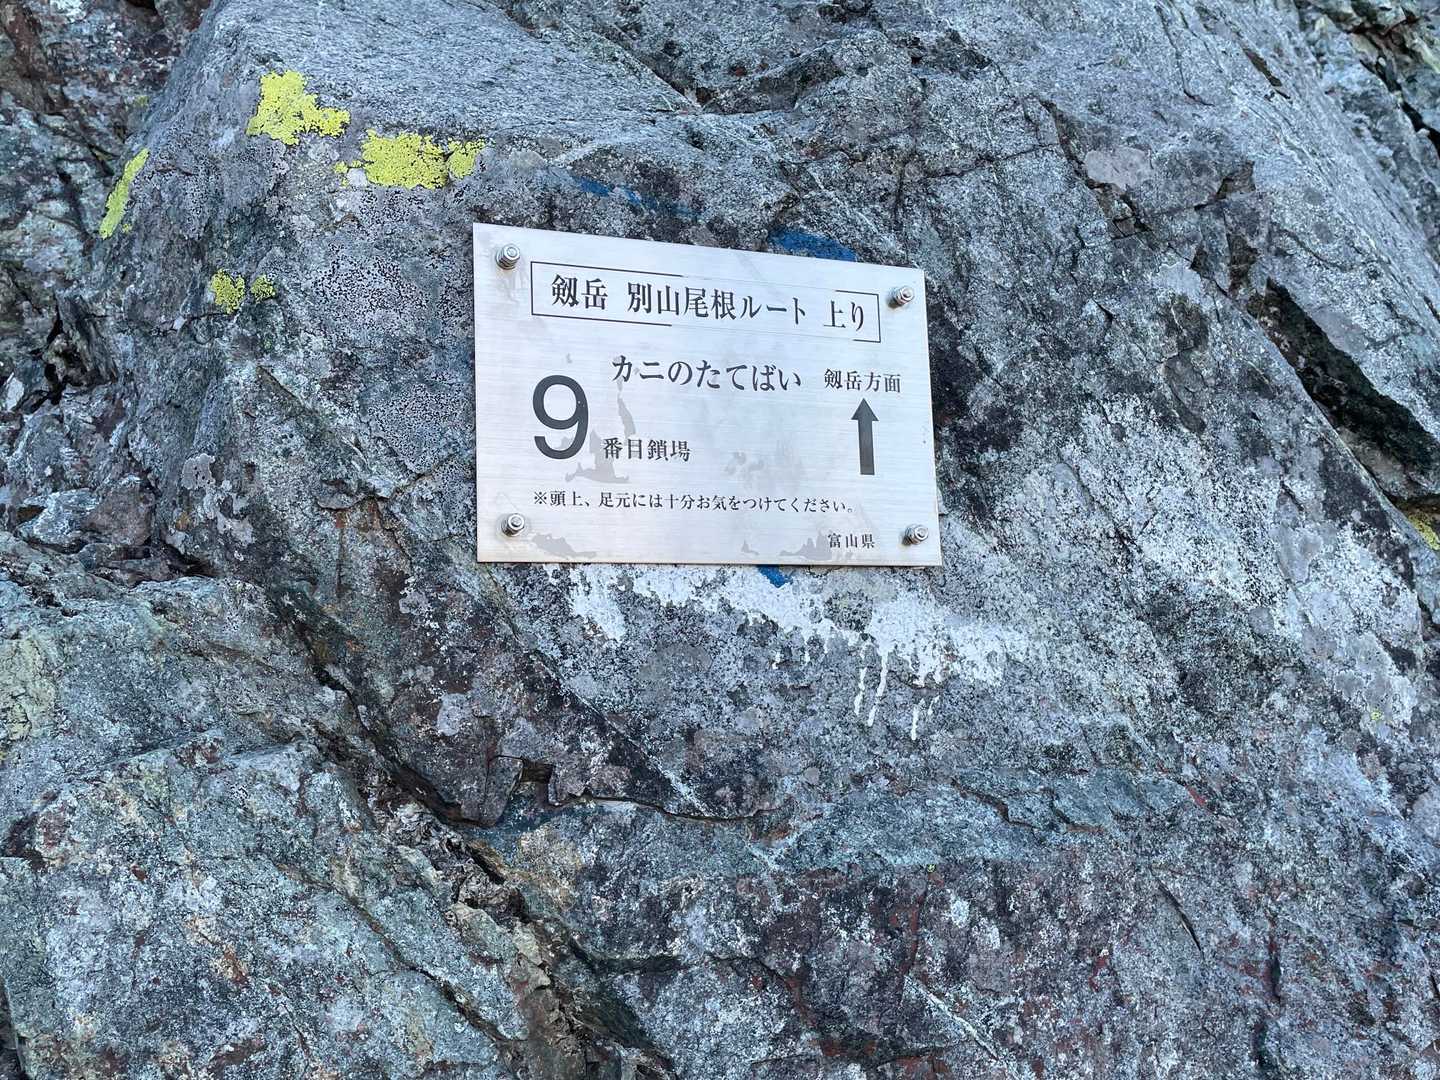 剱岳 別山尾根ルート 上り
カニのたてばい 剱岳方面
9番目鎖場
※頭上、足元には十分お気をつけてください。
富山県